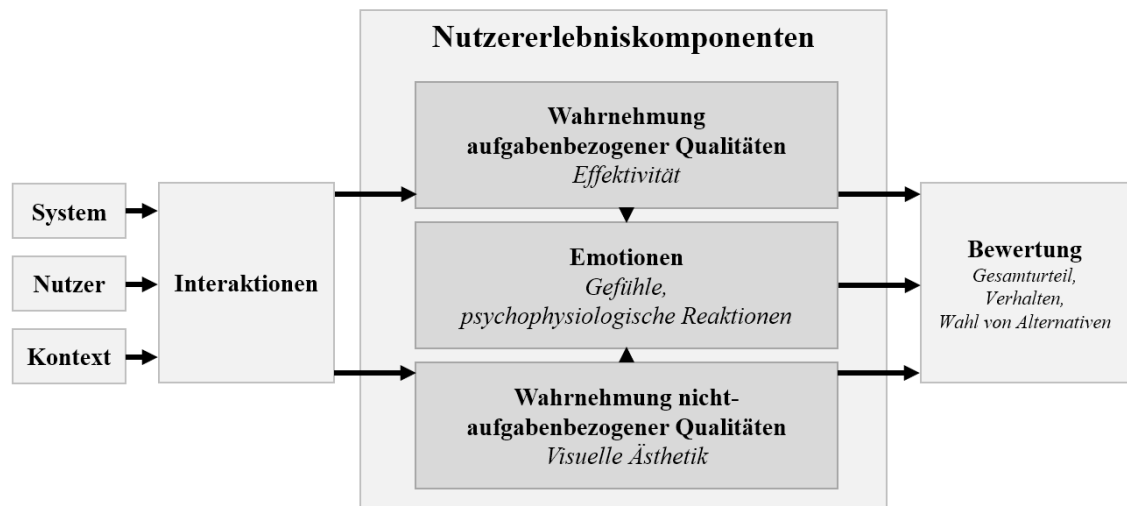 Nutzererlebniskomponenten
Wahrnehmung
aufgabenbezogener Qualitäten
Effektivität
System
Nutzer
Kontext
Interaktionen
Emotionen
Gefühle,
psychophysiologische Reaktionen
Wahrnehmung nicht-
aufgabenbezogener Qualitäten
Visuelle Ästhetik
Bewertung
Gesamturteil,
Verhalten,
Wahl von Alternativen